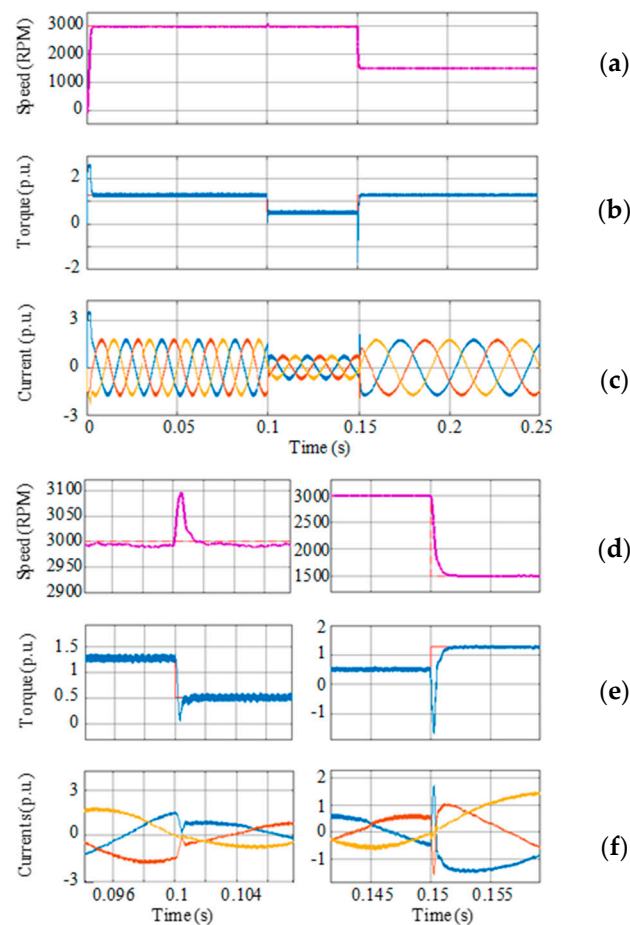 3000
2000
1000
0
Speed (RPM)
(a)
2
0
-2
Torque (p.u.)
(b)
3
0
-3
Current (p.u.)
(c)
0 0.05 0.1 0.15 0.2 0.25
Time (s)
3100
3000
2900
Speed (RPM)
3000
2500
2000
1500
(d)
1.5
1
0.5
0
Torque (p.u.)
2
1
0
-1
(e)
3
0
-3
Currents(p.u.)
2
1
0
-1
(f)
0.096 0.1 0.104
0.145 0.15 0.155
Time (s)
Time (s)